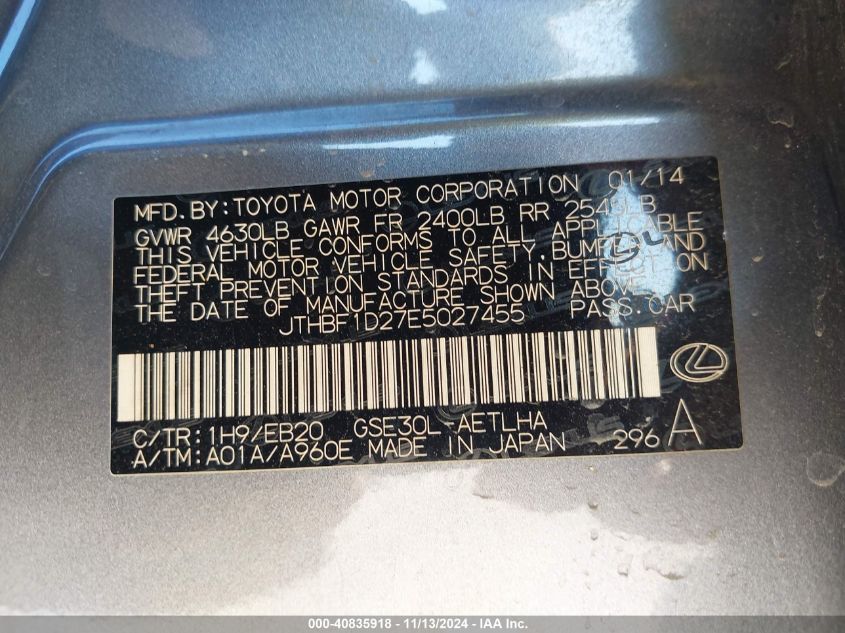 MFD. BY: TOYOTA MOTOR CORPORATION 01/14
GVWR 4630LB GAWR FR 2400LB RR 2540LB
THIS VEHICLE CONFORMS TO ALL APPLICABLE
FEDERAL MOTOR VEHICLE SAFETY, BUMPER AND
THEFT PREVENTION STANDARDS IN EFFECT ON
THE DATE OF MANUFACTURE SHOWN ABOVE.
JTHBF1D27E5027455 PASS. CAR
C/TR: 1H9/EB20 GSE30L-AETLHA
A/TM: A01A/A960E MADE IN JAPAN 296 A
000-40835918 - 11/13/2024 - IAA Inc.